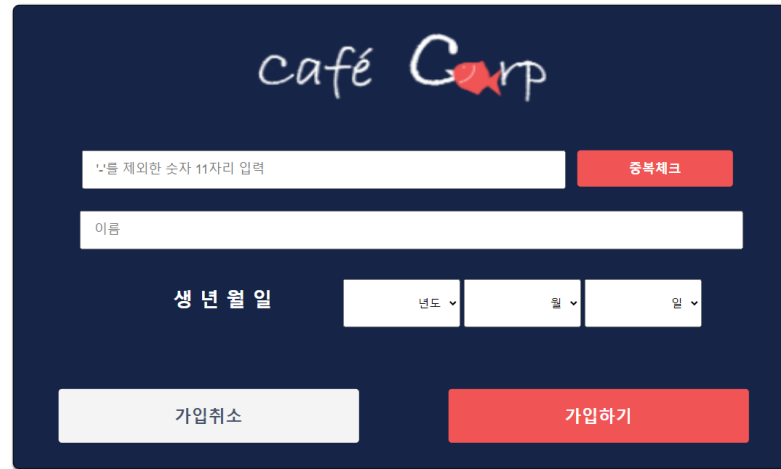 café Carp
'-'를 제외한 숫자 11자리 입력
중복체크
이름
생년월일
년도
월
일
가입취소
가입하기